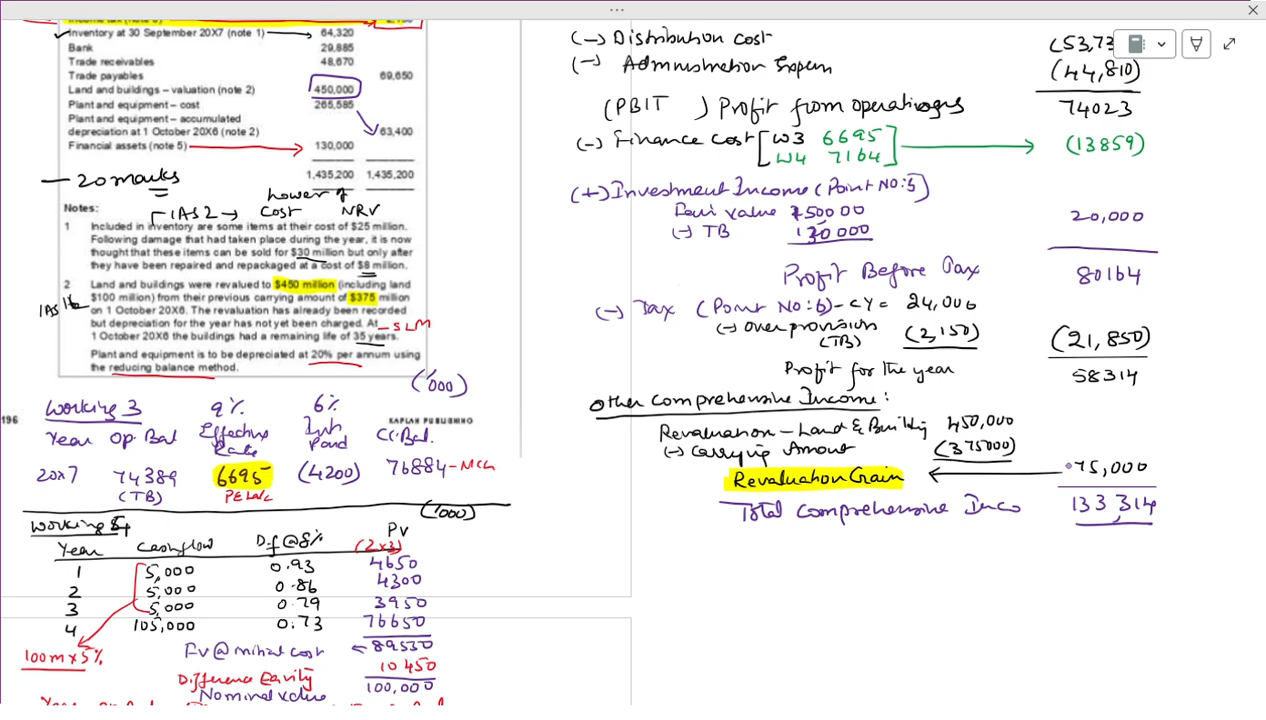 Income tax (note 6) 2,150
Inventory at 30 September 20X7 (note 1) 64,320
Bank 29,885
Trade receivables 48,670
Trade payables 69,650
Land and buildings – valuation (note 2) 450,000
Plant and equipment – cost 265,585
Plant and equipment – accumulated
depreciation at 1 October 20X6 (note 2) 63,400
Financial assets (note 5) 130,000
– 20 marks
1,435,200 1,435,200
Lower of
Notes: IAS 2 → Cost NRV
1 Included in inventory are some items at their cost of $25 million.
Following damage that had taken place during the year, it is now
thought that these items can be sold for $30 million but only after
they have been repaired and repackaged at a cost of $8 million.
2 Land and buildings were revalued to $450 million (including land
IAS 16
$100 million) from their previous carrying amount of $375 million
on 1 October 20X6. The revaluation has already been recorded
but depreciation for the year has not yet been charged. At – SLM
1 October 20X6 the buildings had a remaining life of 35 years.
Plant and equipment is to be depreciated at 20% per annum using
the reducing balance method.
('000)
196
KAPLAN PUBLISHING
Working 3 9% 6%
Year Op. Bal Effective Rate Int Paid Cl. Bal.
20x7 74389 6695 (4200) 76884 – NCL
(TB)
('000)
Year Cashflow Df @ 8% PV
(2x3)
1 5,000 0.93 4650
2 5,000 0.86 4300
3 5,000 0.79 3950
4 105,000 0.73 76650
100m x 5%
89530
Difference Equity 10 450
Nominal value 100,000
(–) Distribution cost
(–) Administration Expen (44,810)
(PBIT ) Profit from operations 74023
(–) Finance cost [W3 6695
W4 7164] (13859)
(+) Investment Income (Point NO:5)
(–) TB 130000
20,000
Profit Before Tax 80164
(–) Tax (Point NO:6) – CY = 24,000
(–) Over provision (2,150) (21,850)
(TB)
Profit for the year 58314
Other comprehensive Income:
Revaluation – Land & Building 450,000
(–) Carrying Amount (375000)
Revaluation Gain 75,000
Total Comprehensive Inco 133,314